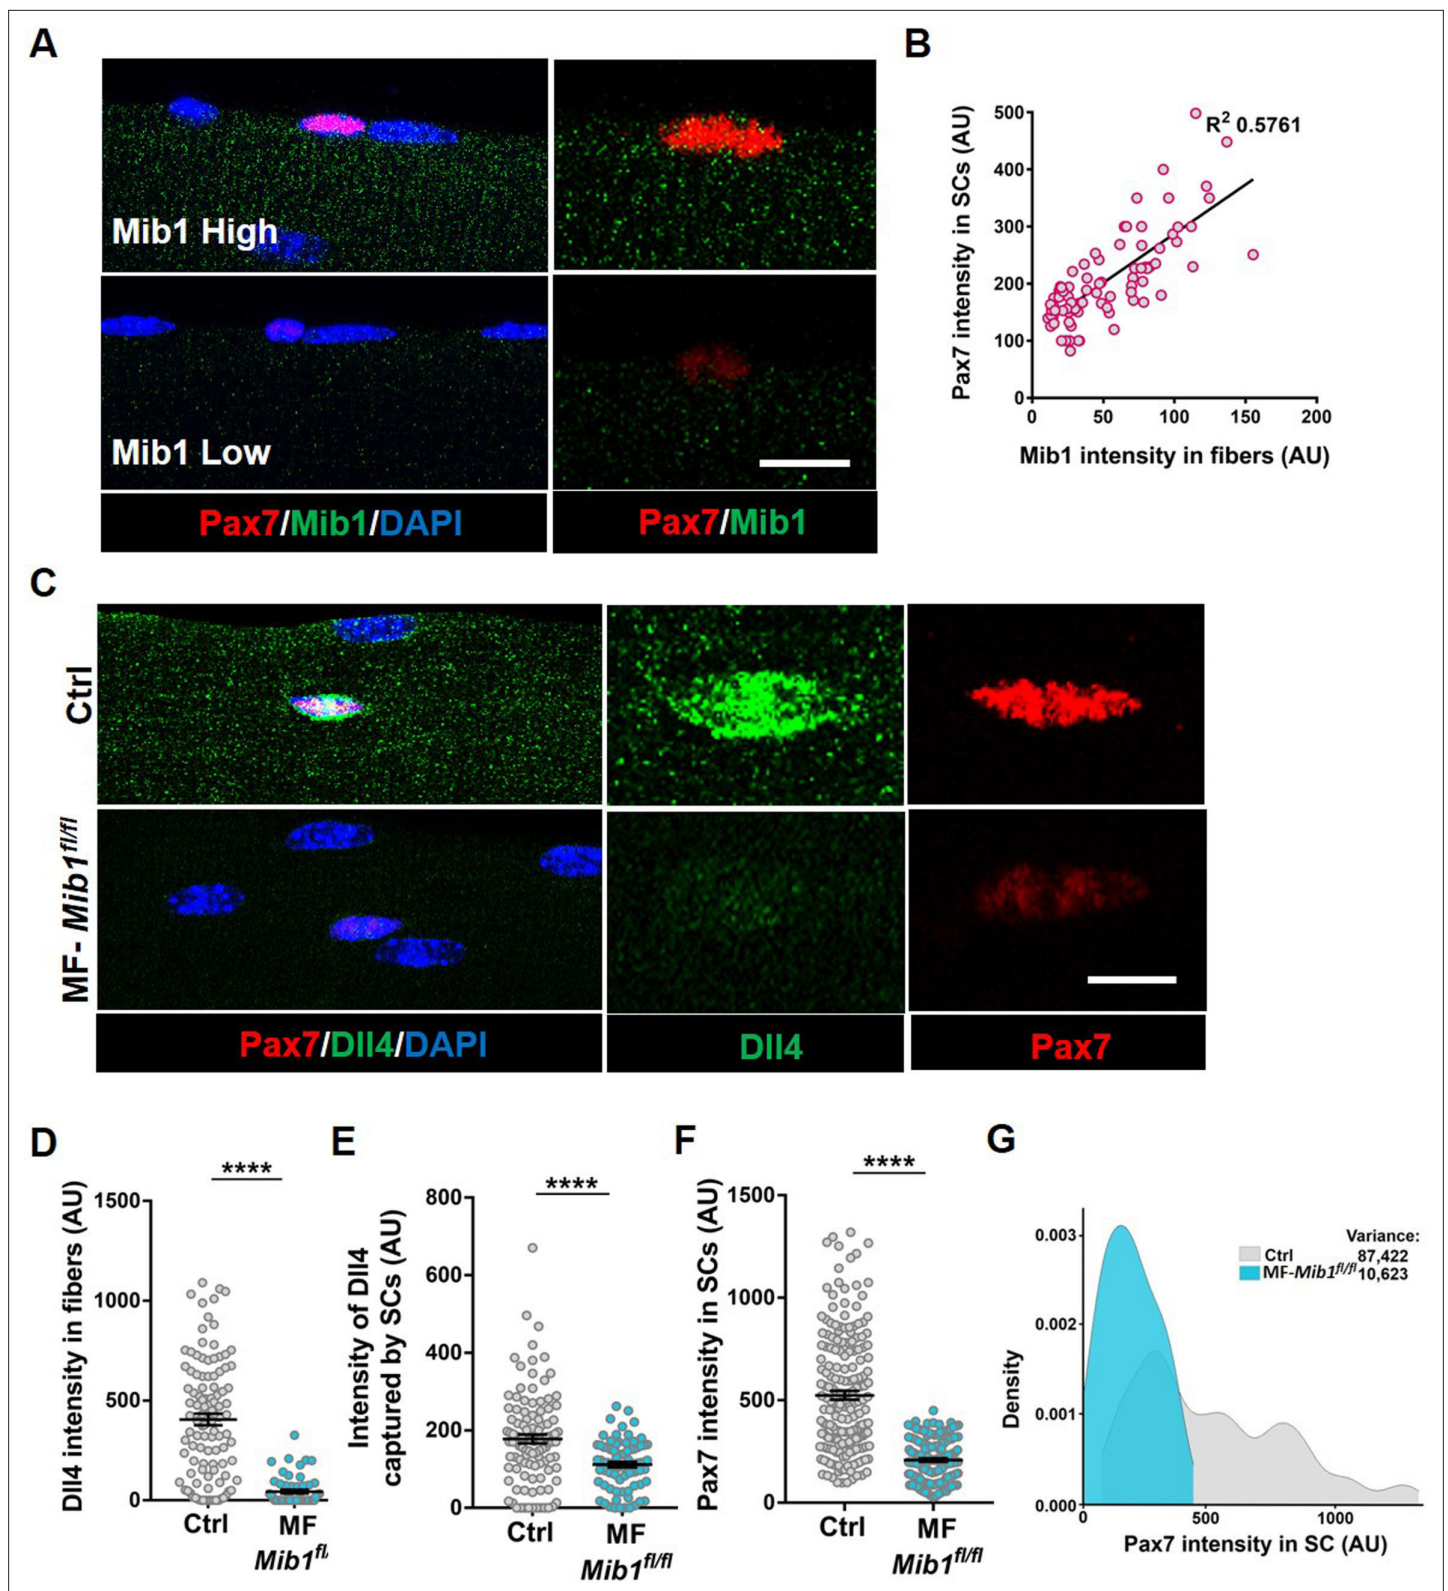 A
Mib1 High
Mib1 Low
Pax7/Mib1/DAPI
Pax7/Mib1
B
500
400
300
200
100
0
R² 0.5761
Pax7 intensity in SCs (AU)
0 50 100 150 200
Mib1 intensity in fibers (AU)
C
Ctrl
MF- Mib1fl/fl
Pax7/Dll4/DAPI
Dll4
Pax7
D
****
1500
1000
500
0
Dll4 intensity in fibers (AU)
Ctrl MF
Mib1fl/
E
****
800
600
400
200
0
Intensity of Dll4
captured by SCs (AU)
Ctrl MF
Mib1fl/fl
F
****
1500
1000
500
0
Pax7 intensity in SCs (AU)
Ctrl MF
Mib1fl/fl
G
Variance:
Ctrl 87,422
MF-Mib1fl/fl 10,623
0.003
0.002
0.001
0.000
Density
0 500 1000
Pax7 intensity in SC (AU)